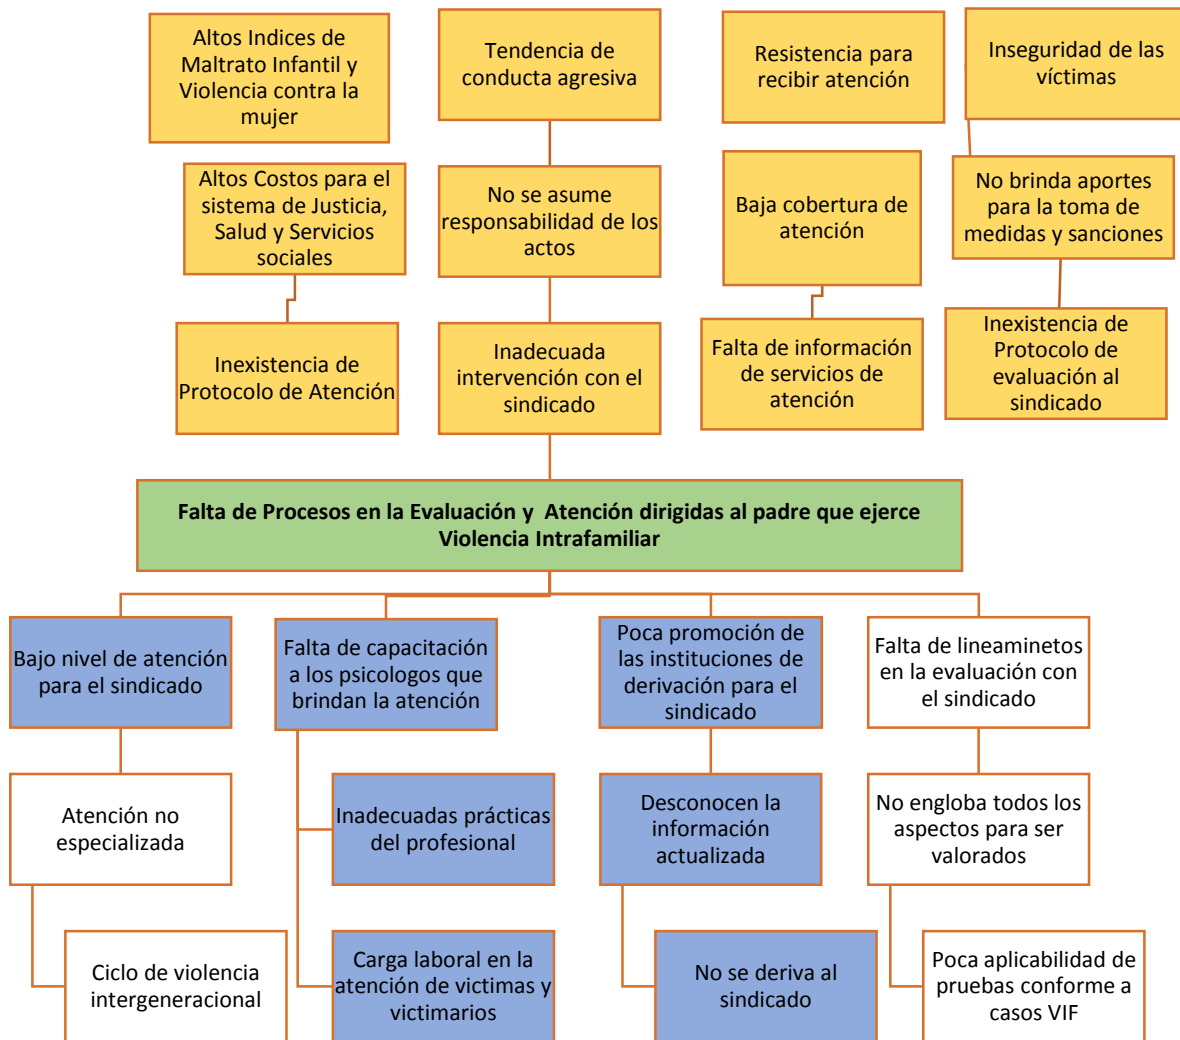 Altos Indices de
Maltrato Infantil y
Violencia contra la
mujer
Tendencia de
conducta agresiva
Resistencia para
recibir atención
Inseguridad de las
víctimas
Altos Costos para el
sistema de Justicia,
Salud y Servicios
sociales
No se asume
responsabilidad de los
actos
Baja cobertura de
atención
No brinda aportes
para la toma de
medidas y sanciones
Inexistencia de
Protocolo de Atención
Inadecuada
intervención con el
sindicado
Falta de información
de servicios de
atención
Inexistencia de
Protocolo de
evaluación al
sindicado
Falta de Procesos en la Evaluación y Atención dirigidas al padre que ejerce
Violencia Intrafamiliar
Bajo nivel de atención
para el sindicado
Falta de capacitación
a los psicologos que
brindan la atención
Poca promoción de
las instituciones de
derivación para el
sindicado
Falta de lineaminetos
en la evaluación con
el sindicado
Atención no
especializada
Inadecuadas prácticas
del profesional
Desconocen la
información
actualizada
No engloba todos los
aspectos para ser
valorados
Ciclo de violencia
intergeneracional
Carga laboral en la
atención de victimas y
victimarios
No se deriva al
sindicado
Poca aplicabilidad de
pruebas conforme a
casos VIF